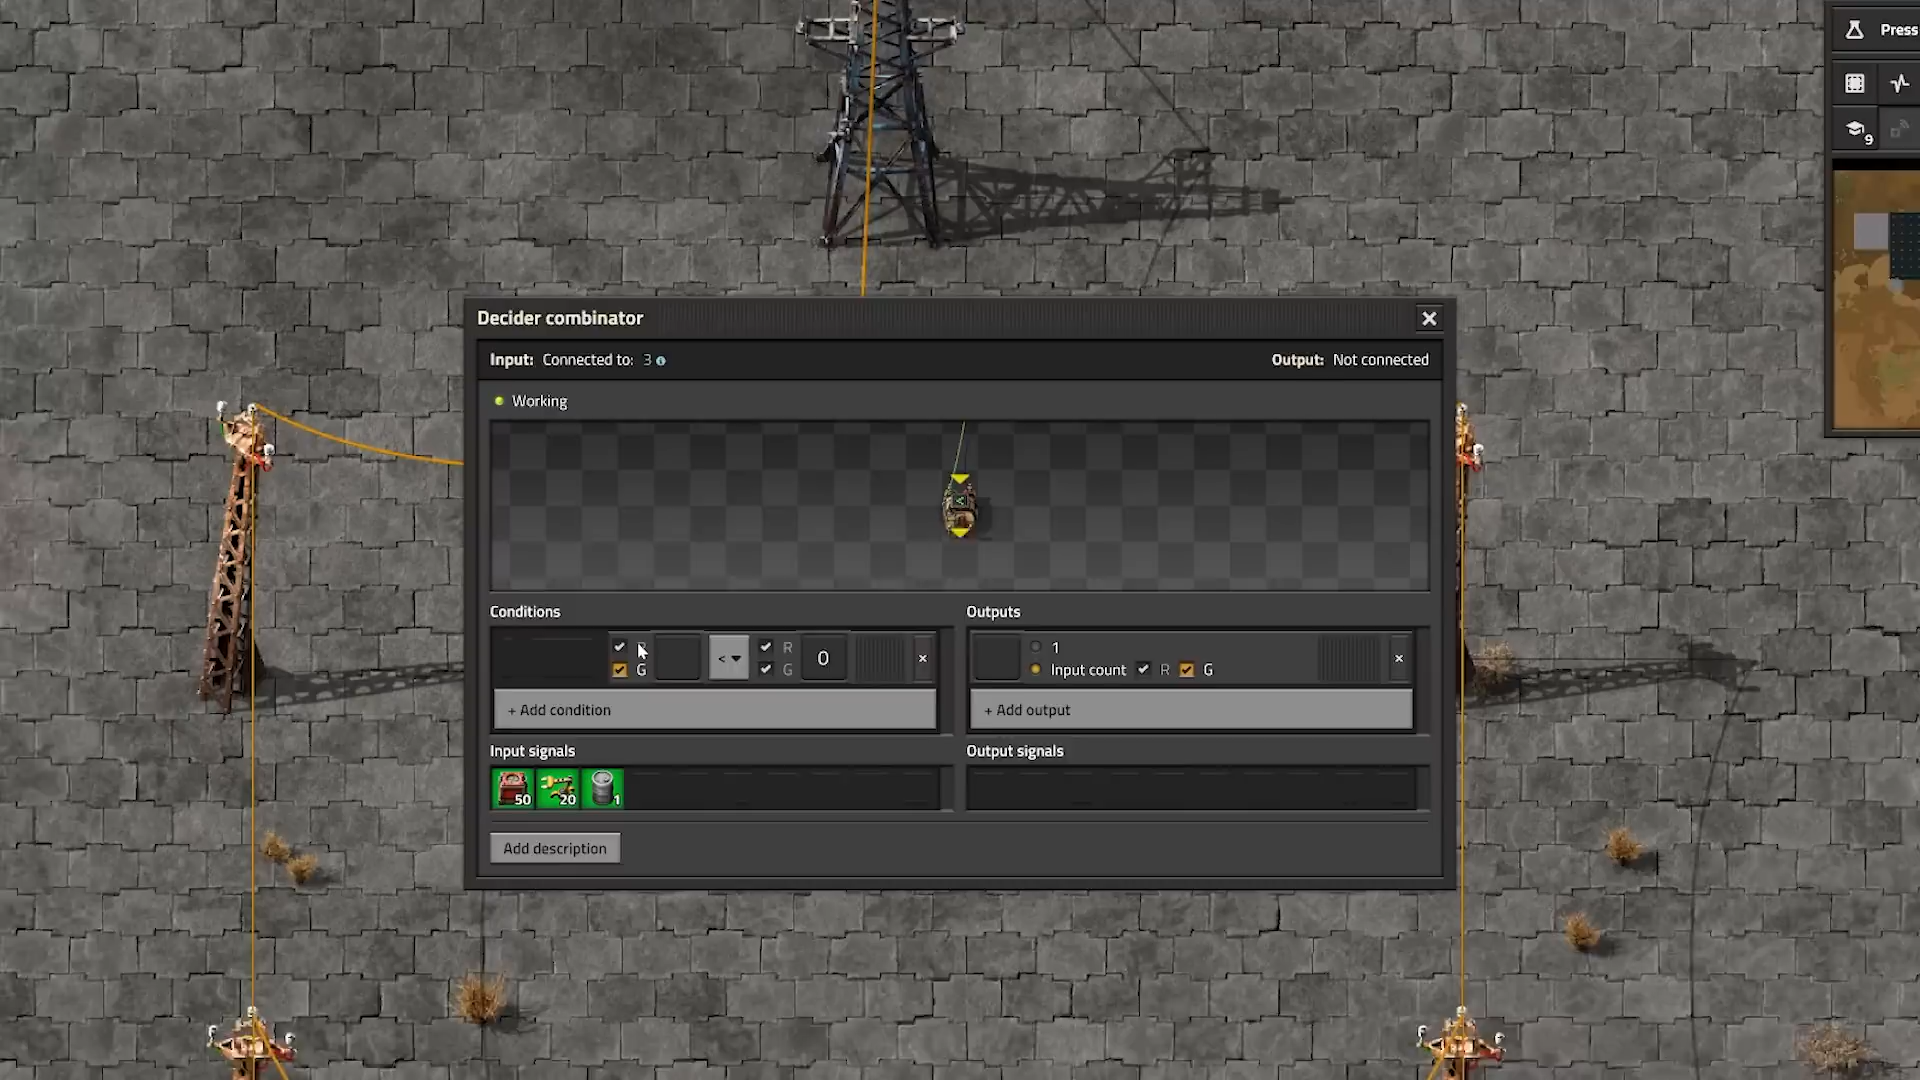 Press
9
Decider combinator
Input: Connected to: 3
Output: Not connected
Working
Conditions
Outputs
R
G
<
R
G
0
1
Input count R G
+ Add condition
+ Add output
Input signals
Output signals
50 20 1
Add description